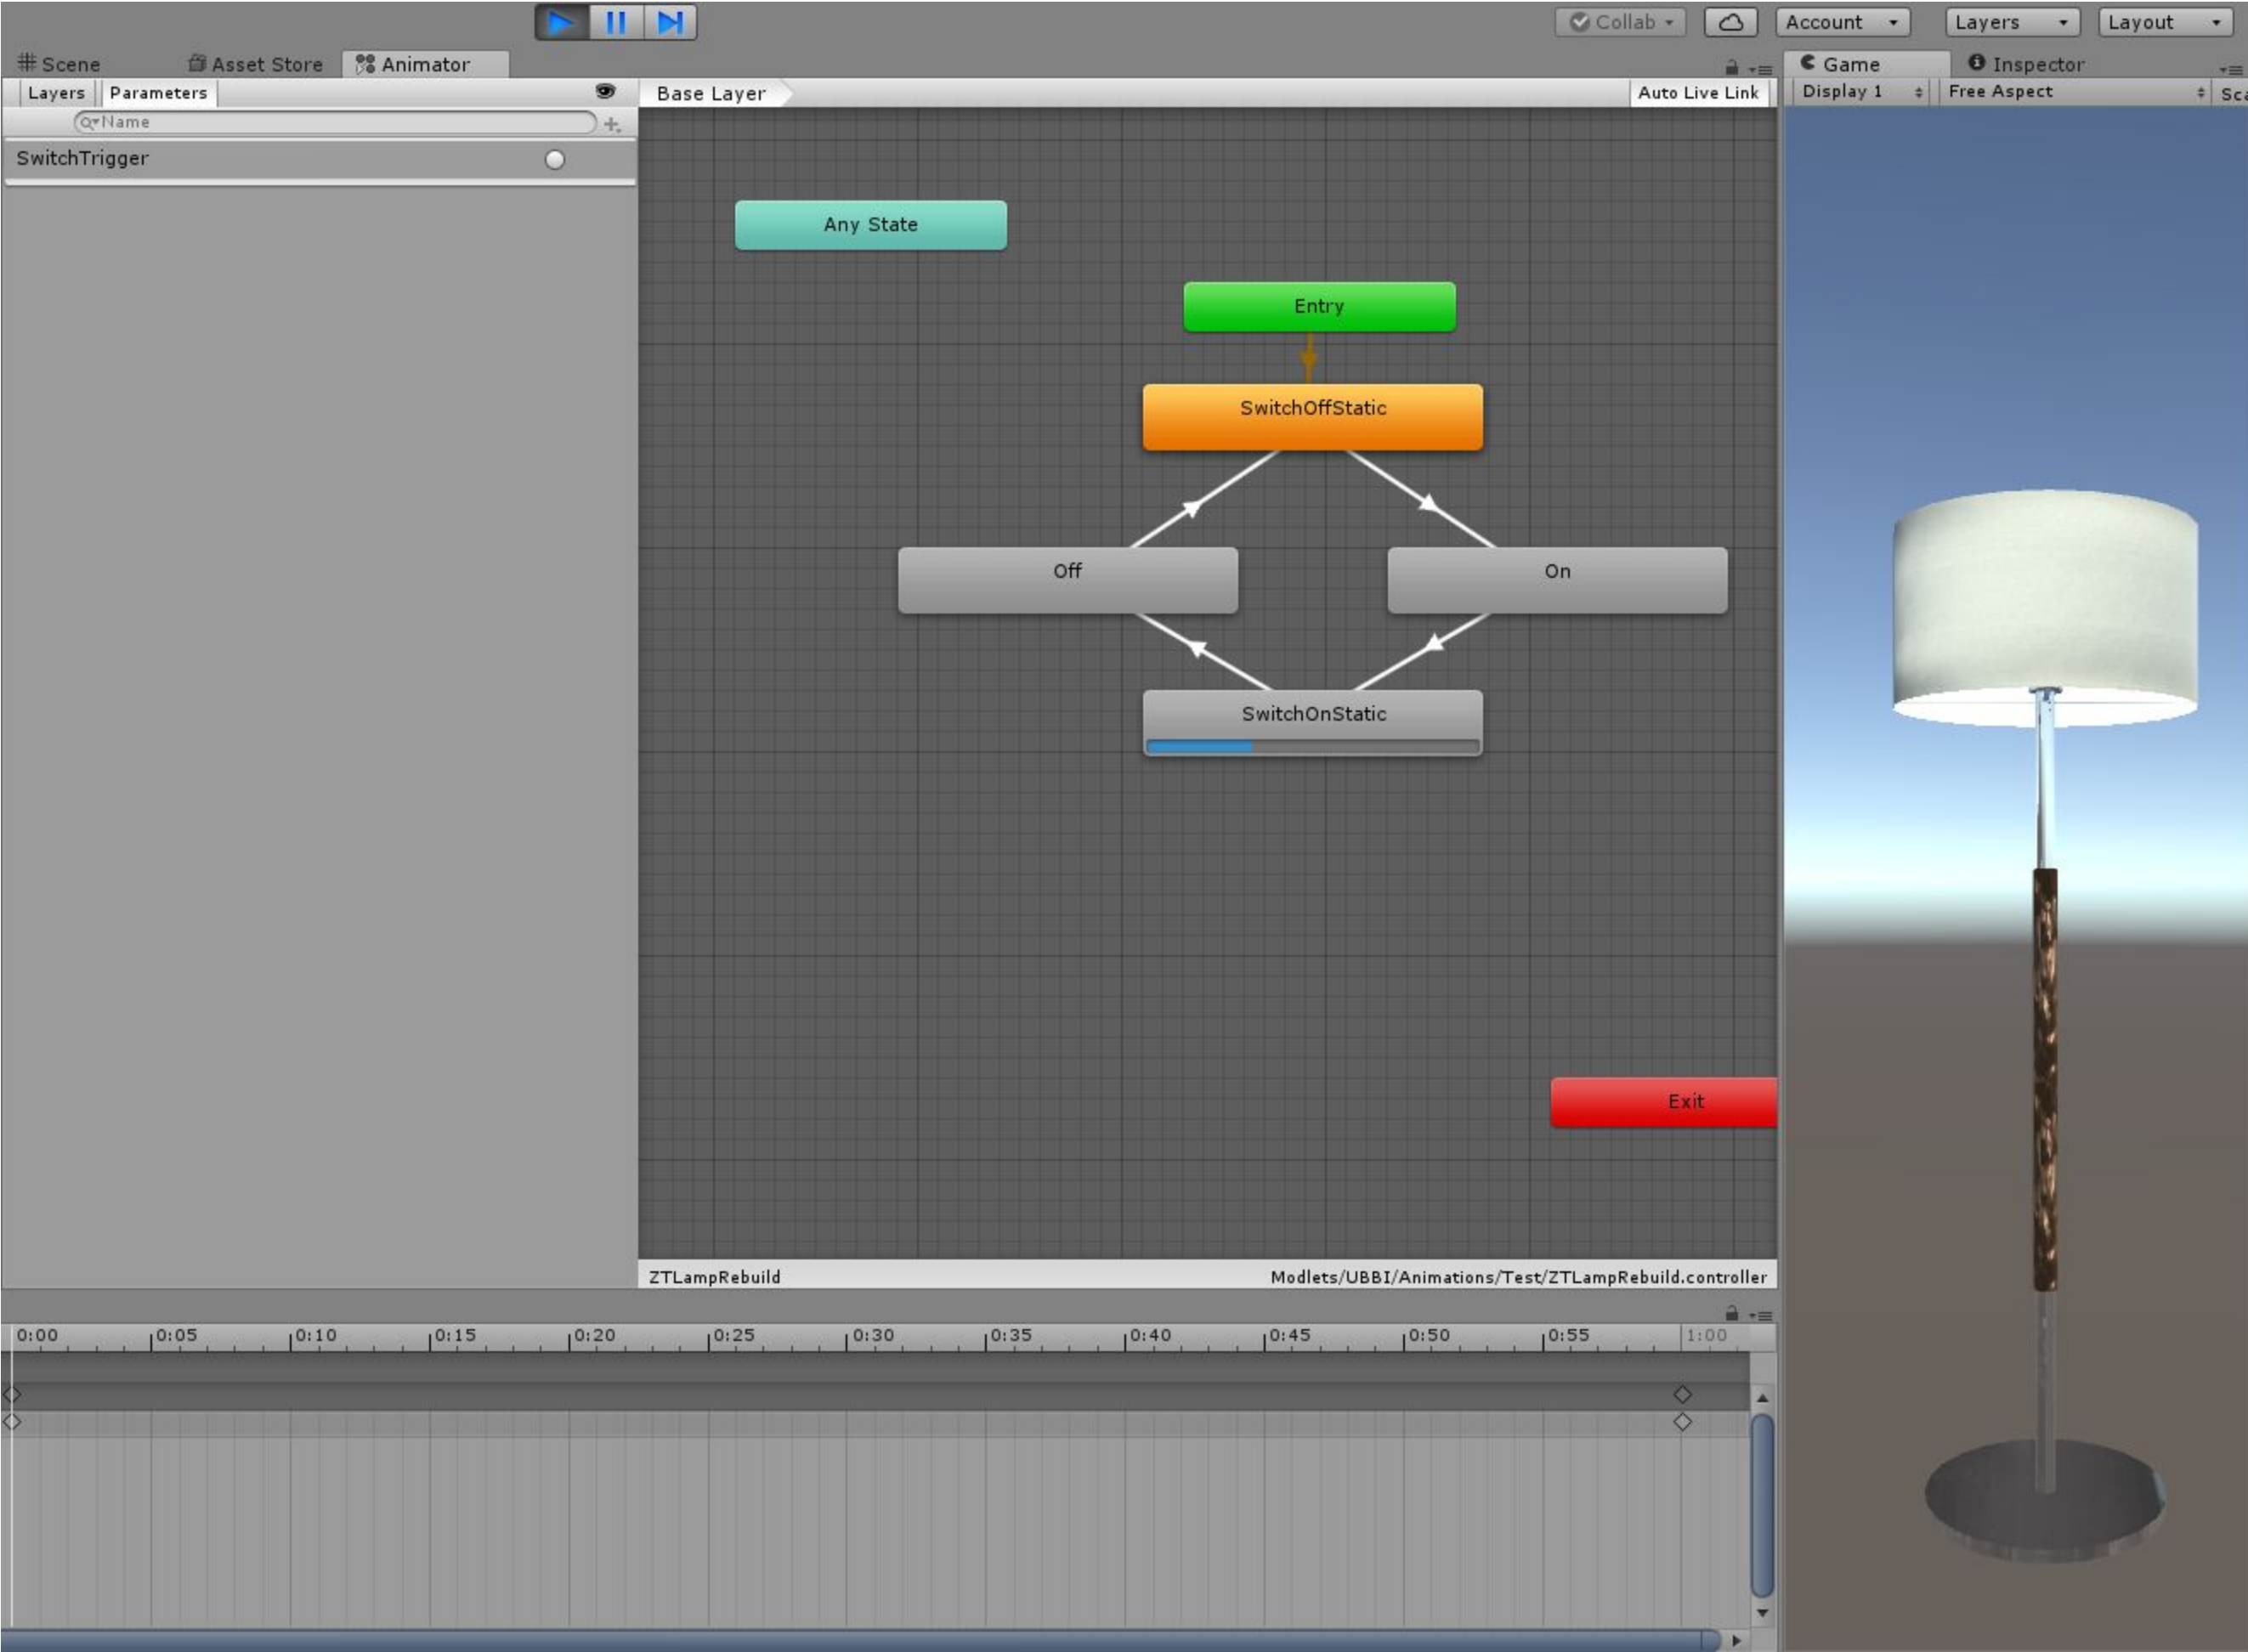 Collab
Account
Layers
Layout
Scene
Asset Store
Animator
Game
Inspector
Layers
Parameters
Base Layer
Auto Live Link
Display 1
Free Aspect
Sca
Name
SwitchTrigger
Any State
Entry
SwitchOffStatic
Off
On
SwitchOnStatic
Exit
ZTLampRebuild
Modlets/UBBI/Animations/Test/ZTLampRebuild.controller
0:00 0:05 0:10 0:15 0:20 0:25 0:30 0:35 0:40 0:45 0:50 0:55 1:00